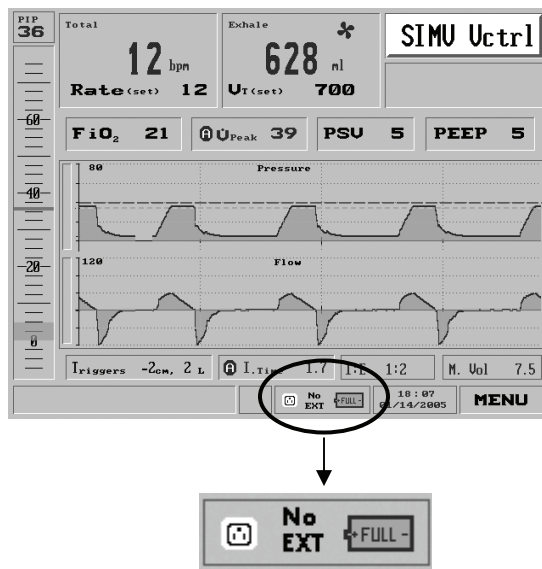 PIP
36
Total
12 bpm
Rate(set) 12
Exhale
628 ml
VT(set) 700
SIMV Vctrl
FiO2 21
A V̇Peak 39
PSV 5
PEEP 5
60
40
20
0
80 Pressure
120 Flow
Triggers -2cm, 2 L
A I.Time 1.7
I:E 1:2
M. Vol 7.5
No
EXT
+FULL-
18:07
01/14/2005
MENU
No
EXT
+FULL-